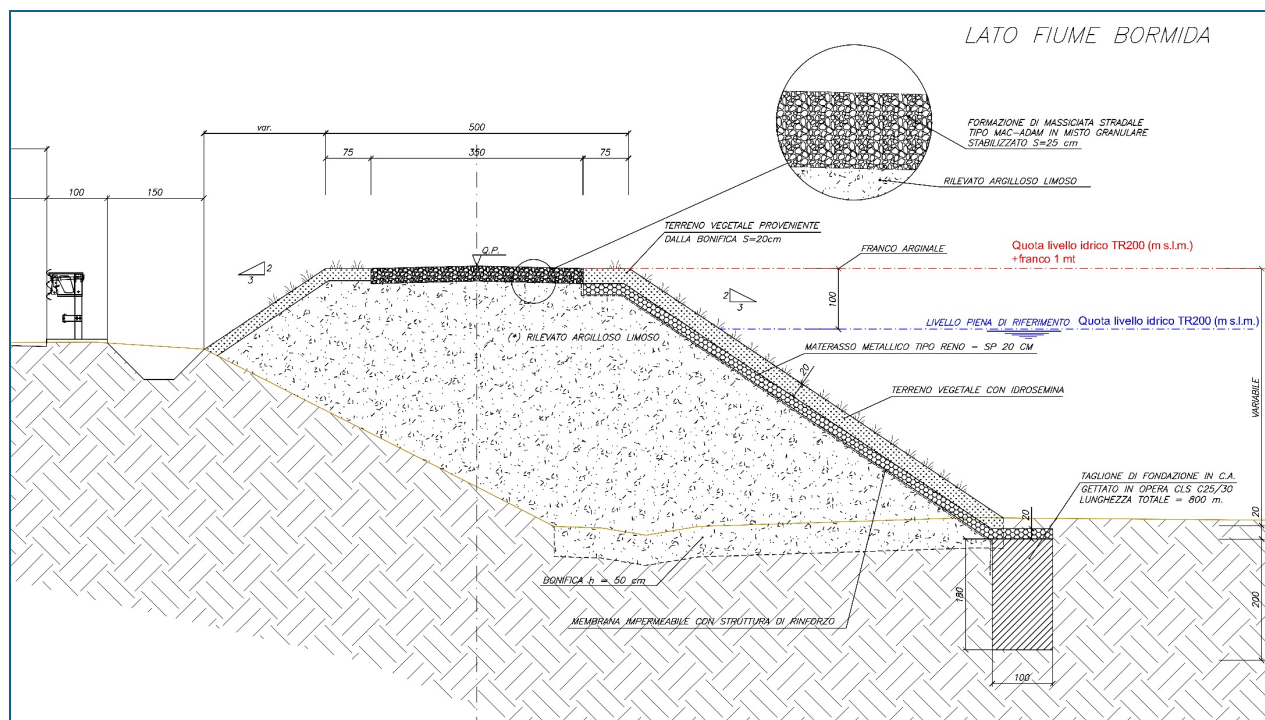 LATO FIUME BORMIDA
FORMAZIONE DI MASSICIATA STRADALE
TIPO MAC-ADAM IN MISTO GRANULARE
STABILIZZATO S=25 cm
RILEVATO ARGILLOSO LIMOSO
var.
500
75
350
75
100
150
TERRENO VEGETALE PROVENIENTE
DALLA BONIFICA S=20cm
Q.P.
FRANCO ARGINALE
Quota livello idrico TR200 (m s.l.m.)
+franco 1 mt
2
3
2
3
100
LIVELLO PIENA DI RIFERIMENTO
Quota livello idrico TR200 (m s.l.m.)
(*) RILEVATO ARGILLOSO LIMOSO
MATERASSO METALLICO TIPO RENO - SP 20 CM
20
TERRENO VEGETALE CON IDROSEMINA
VARIABILE
TAGLIONE DI FONDAZIONE IN C.A.
GETTATO IN OPERA CLS C25/30
LUNGHEZZA TOTALE = 800 m.
20
20
BONIFICA h = 50 cm
180
200
MEMBRANA IMPERMEABILE CON STRUTTURA DI RINFORZO
100